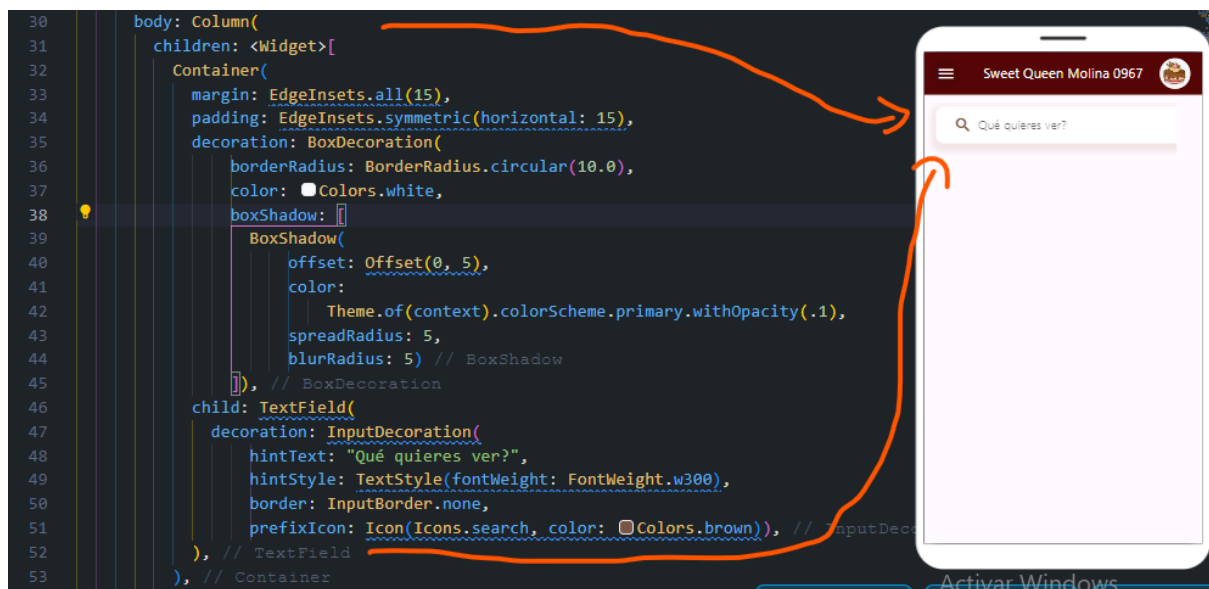 30 body: Column(
31 children: <Widget>[
32 Container(
33 margin: EdgeInsets.all(15),
34 padding: EdgeInsets.symmetric(horizontal: 15),
35 decoration: BoxDecoration(
36 borderRadius: BorderRadius.circular(10.0),
37 color: Colors.white,
38 boxShadow: [
39 BoxShadow(
40 offset: Offset(0, 5),
41 color:
42 Theme.of(context).colorScheme.primary.withOpacity(.1),
43 spreadRadius: 5,
44 blurRadius: 5) // BoxShadow
45 ]), // BoxDecoration
46 child: TextField(
47 decoration: InputDecoration(
48 hintText: "Qué quieres ver?",
49 hintStyle: TextStyle(fontWeight: FontWeight.w300),
50 border: InputBorder.none,
51 prefixIcon: Icon(Icons.search, color: Colors.brown)), // InputDeco
52 ), // TextField
53 ), // Container
Sweet Queen Molina 0967
Qué quieres ver?
Activar Windows